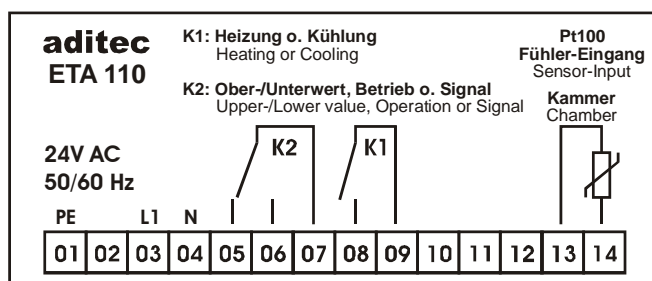 aditec
ETA 110
K1: Heizung o. Kühlung
Heating or Cooling
K2: Ober-/Unterwert, Betrieb o. Signal
Upper-/Lower value, Operation or Signal
Pt100
Fühler-Eingang
Sensor-Input
Kammer
Chamber
24V AC
50/60 Hz
K2
K1
PE L1 N
01 02 03 04 05 06 07 08 09 10 11 12 13 14